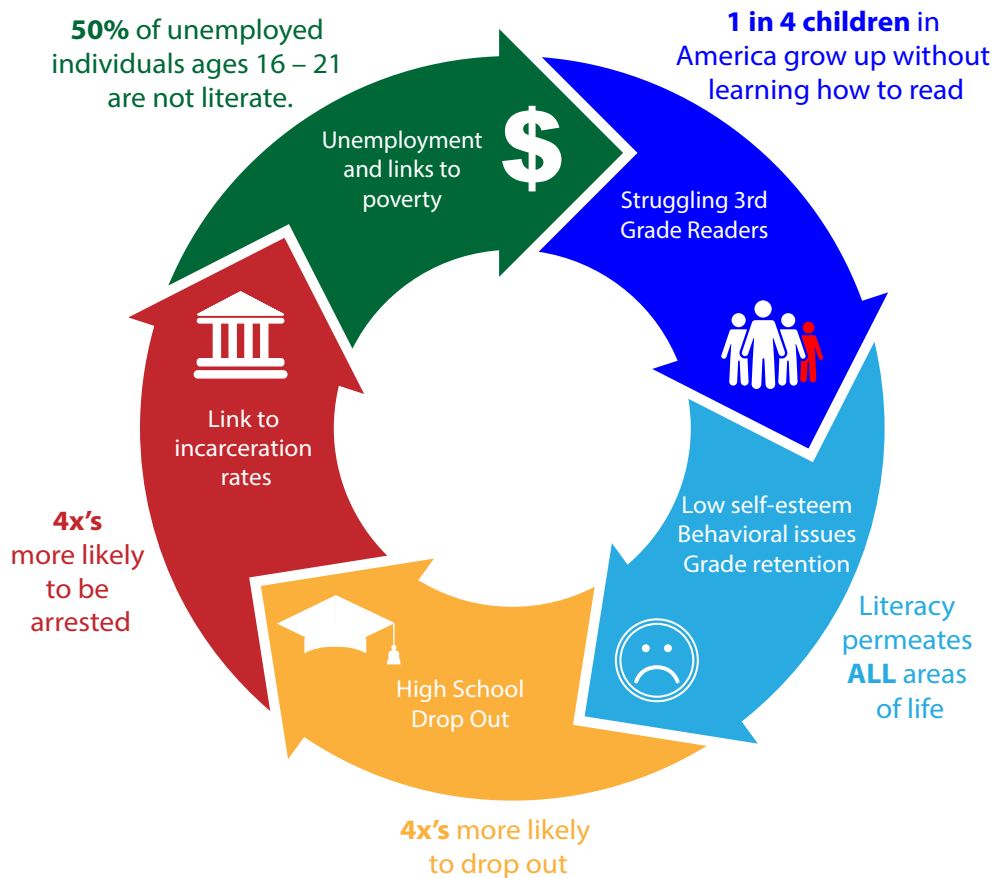 50% of unemployed
individuals ages 16 – 21
are not literate.
1 in 4 children in
America grow up without
learning how to read
Unemployment
and links to
poverty
$
Struggling 3rd
Grade Readers
Low self-esteem
Behavioral issues
Grade retention
Literacy
permeates
ALL areas
of life
High School
Drop Out
4x's more likely
to drop out
Link to
incarceration
rates
4x's
more likely
to be
arrested